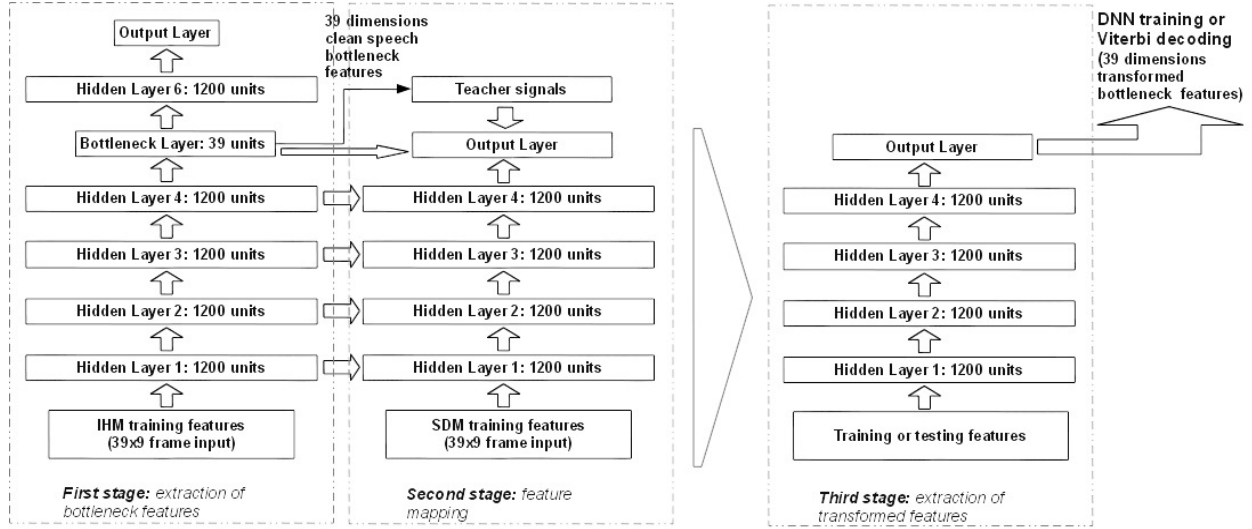 Output Layer
Hidden Layer 6: 1200 units
Bottleneck Layer: 39 units
Hidden Layer 4: 1200 units
Hidden Layer 3: 1200 units
Hidden Layer 2: 1200 units
Hidden Layer 1: 1200 units
IHM training features
(39x9 frame input)
First stage: extraction of
bottleneck features
39 dimensions
clean speech
bottleneck
features
Teacher signals
Output Layer
Hidden Layer 4: 1200 units
Hidden Layer 3: 1200 units
Hidden Layer 2: 1200 units
Hidden Layer 1: 1200 units
SDM training features
(39x9 frame input)
Second stage: feature
mapping
DNN training or
Viterbi decoding
(39 dimensions
transformed
bottleneck features)
Output Layer
Hidden Layer 4: 1200 units
Hidden Layer 3: 1200 units
Hidden Layer 2: 1200 units
Hidden Layer 1: 1200 units
Training or testing features
Third stage: extraction of
transformed features